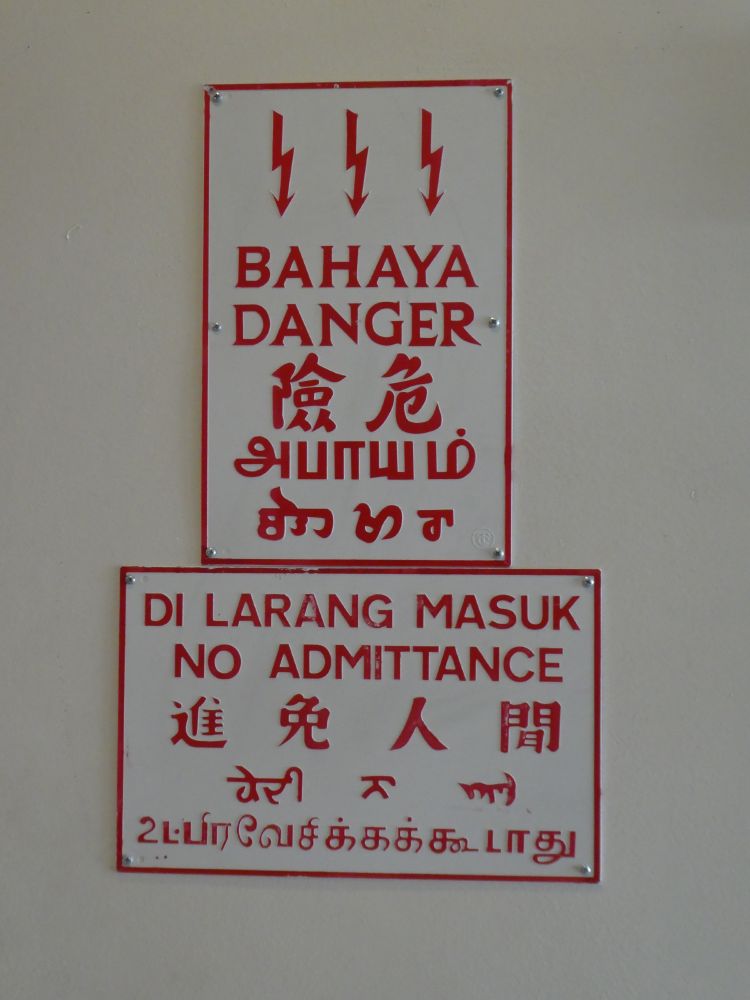 BAHAYA
DANGER
險危
அபாயம்
DI LARANG MASUK
NO ADMITTANCE
進免人閒
உட்பிரவேசிக்கக்கூடாது